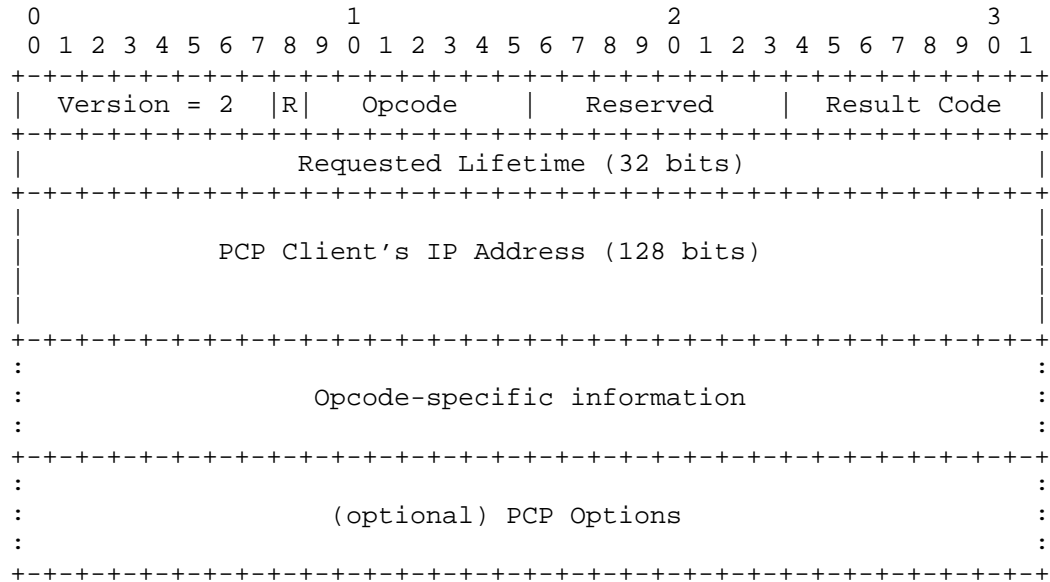 0                   1                   2                   3
 0 1 2 3 4 5 6 7 8 9 0 1 2 3 4 5 6 7 8 9 0 1 2 3 4 5 6 7 8 9 0 1
+-+-+-+-+-+-+-+-+-+-+-+-+-+-+-+-+-+-+-+-+-+-+-+-+-+-+-+-+-+-+-+-+
|  Version = 2  |R|   Opcode    |   Reserved    |  Result Code  |
+-+-+-+-+-+-+-+-+-+-+-+-+-+-+-+-+-+-+-+-+-+-+-+-+-+-+-+-+-+-+-+-+
|                 Requested Lifetime (32 bits)                  |
+-+-+-+-+-+-+-+-+-+-+-+-+-+-+-+-+-+-+-+-+-+-+-+-+-+-+-+-+-+-+-+-+
|                                                               |
|            PCP Client’s IP Address (128 bits)                 |
|                                                               |
|                                                               |
+-+-+-+-+-+-+-+-+-+-+-+-+-+-+-+-+-+-+-+-+-+-+-+-+-+-+-+-+-+-+-+-+
:                                                               :
:                  Opcode-specific information                  :
:                                                               :
+-+-+-+-+-+-+-+-+-+-+-+-+-+-+-+-+-+-+-+-+-+-+-+-+-+-+-+-+-+-+-+-+
:                                                               :
:                   (optional) PCP Options                      :
:                                                               :
+-+-+-+-+-+-+-+-+-+-+-+-+-+-+-+-+-+-+-+-+-+-+-+-+-+-+-+-+-+-+-+-+